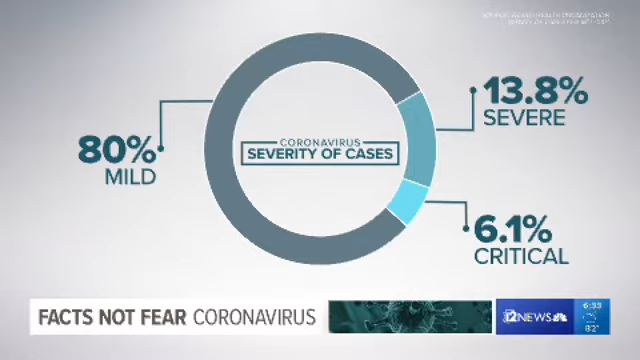 80%
MILD
CORONAVIRUS
SEVERITY OF CASES
13.8%
SEVERE
6.1%
CRITICAL
FACTS NOT FEAR CORONAVIRUS
12NEWS
6:33
82°